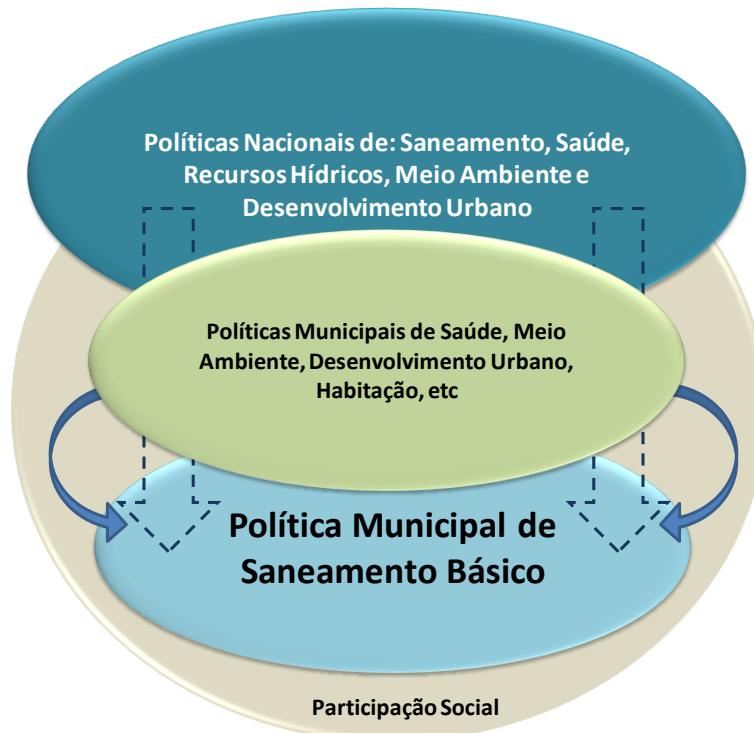 Políticas Nacionais de: Saneamento, Saúde,
Recursos Hídricos, Meio Ambiente e
Desenvolvimento Urbano
Políticas Municipais de Saúde, Meio
Ambiente, Desenvolvimento Urbano,
Habitação, etc
Política Municipal de
Saneamento Básico
Participação Social